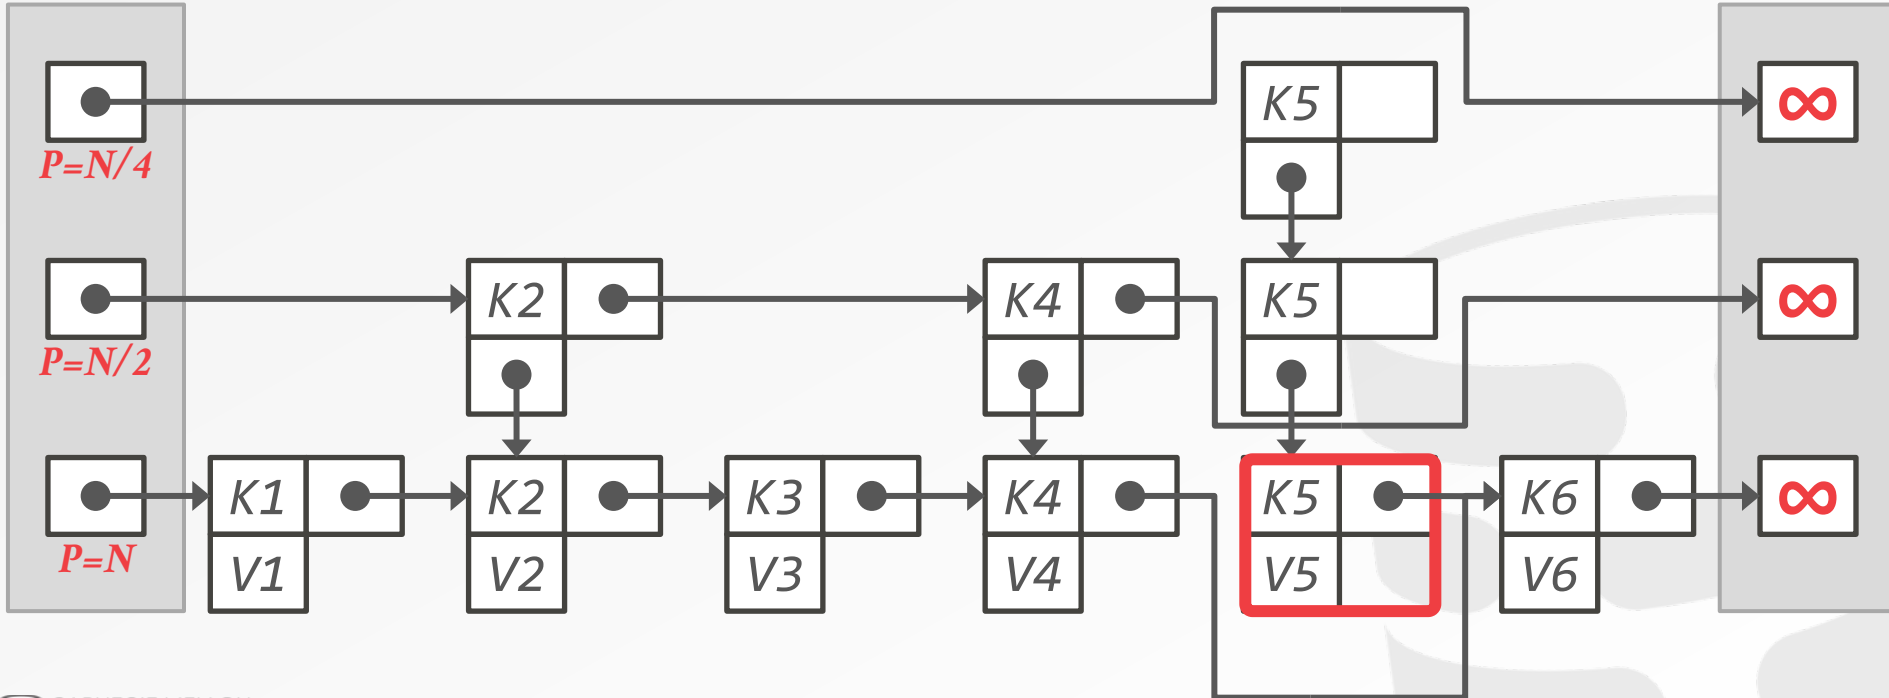 K5 ∞
P=N/4
K2 K4 K5 ∞
P=N/2
K1 K2 K3 K4 K5 K6 ∞
P=N
V1 V2 V3 V4 V5 V6